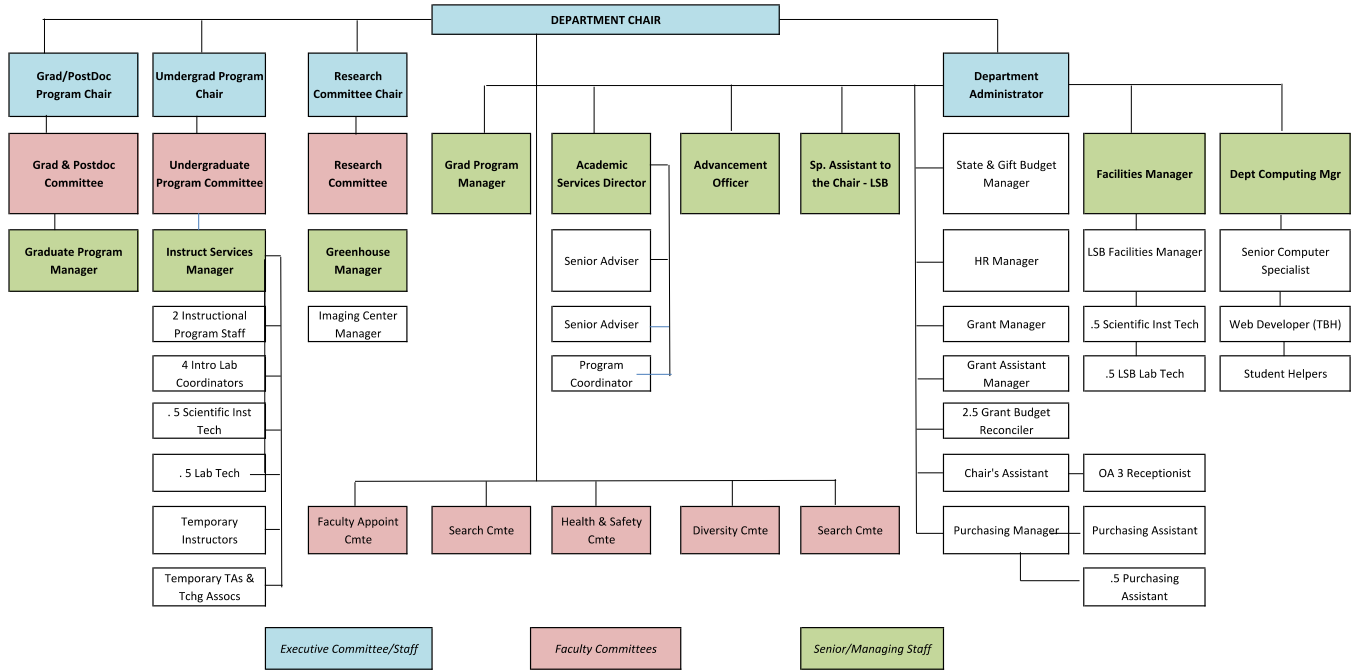 DEPARTMENT CHAIR
Grad/PostDoc
Program Chair
Umdergrad Program
Chair
Research
Committee Chair
Department
Administrator
Grad & Postdoc
Committee
Undergraduate
Program Committee
Research
Committee
Grad Program
Manager
Academic
Services Director
Advancement
Officer
Sp. Assistant to
the Chair - LSB
State & Gift Budget
Manager
Facilities Manager
Dept Computing Mgr
Graduate Program
Manager
Instruct Services
Manager
Greenhouse
Manager
Senior Adviser
HR Manager
LSB Facilities Manager
Senior Computer
Specialist
2 Instructional
Program Staff
Imaging Center
Manager
Senior Adviser
Grant Manager
.5 Scientific Inst Tech
Web Developer (TBH)
4 Intro Lab
Coordinators
Program
Coordinator
Grant Assistant
Manager
.5 LSB Lab Tech
Student Helpers
. 5 Scientific Inst
Tech
2.5 Grant Budget
Reconciler
. 5 Lab Tech
Chair's Assistant
OA 3 Receptionist
Temporary
Instructors
Faculty Appoint
Cmte
Search Cmte
Health & Safety
Cmte
Diversity Cmte
Search Cmte
Purchasing Manager
Purchasing Assistant
Temporary TAs &
Tchg Assocs
.5 Purchasing
Assistant
Executive Committee/Staff
Faculty Committees
Senior/Managing Staff